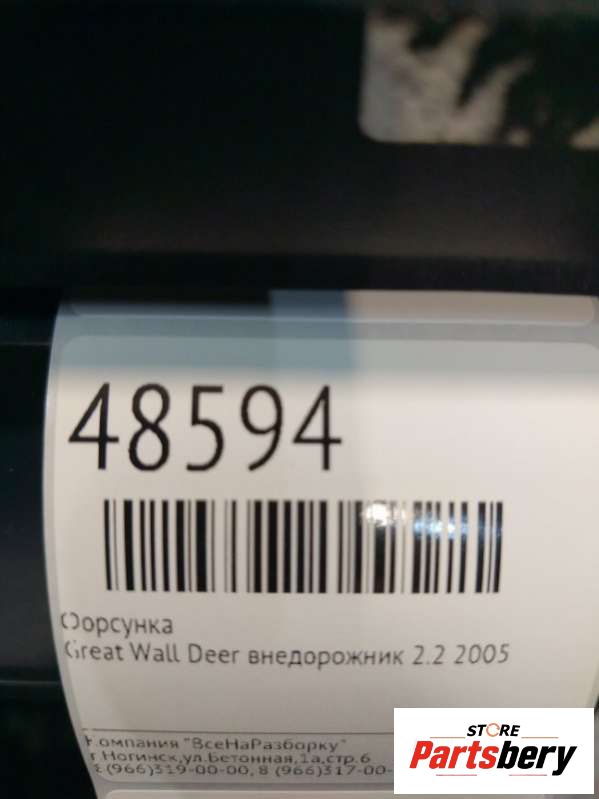 48594
Форсунка
Great Wall Deer внедорожник 2.2 2005
Компания "ВсеНаРазборку"
г.Ногинск,ул.Бетонная,1а,стр.6
8 (966)319-00-00, 8 (966)317-00-
STORE
Partsbery